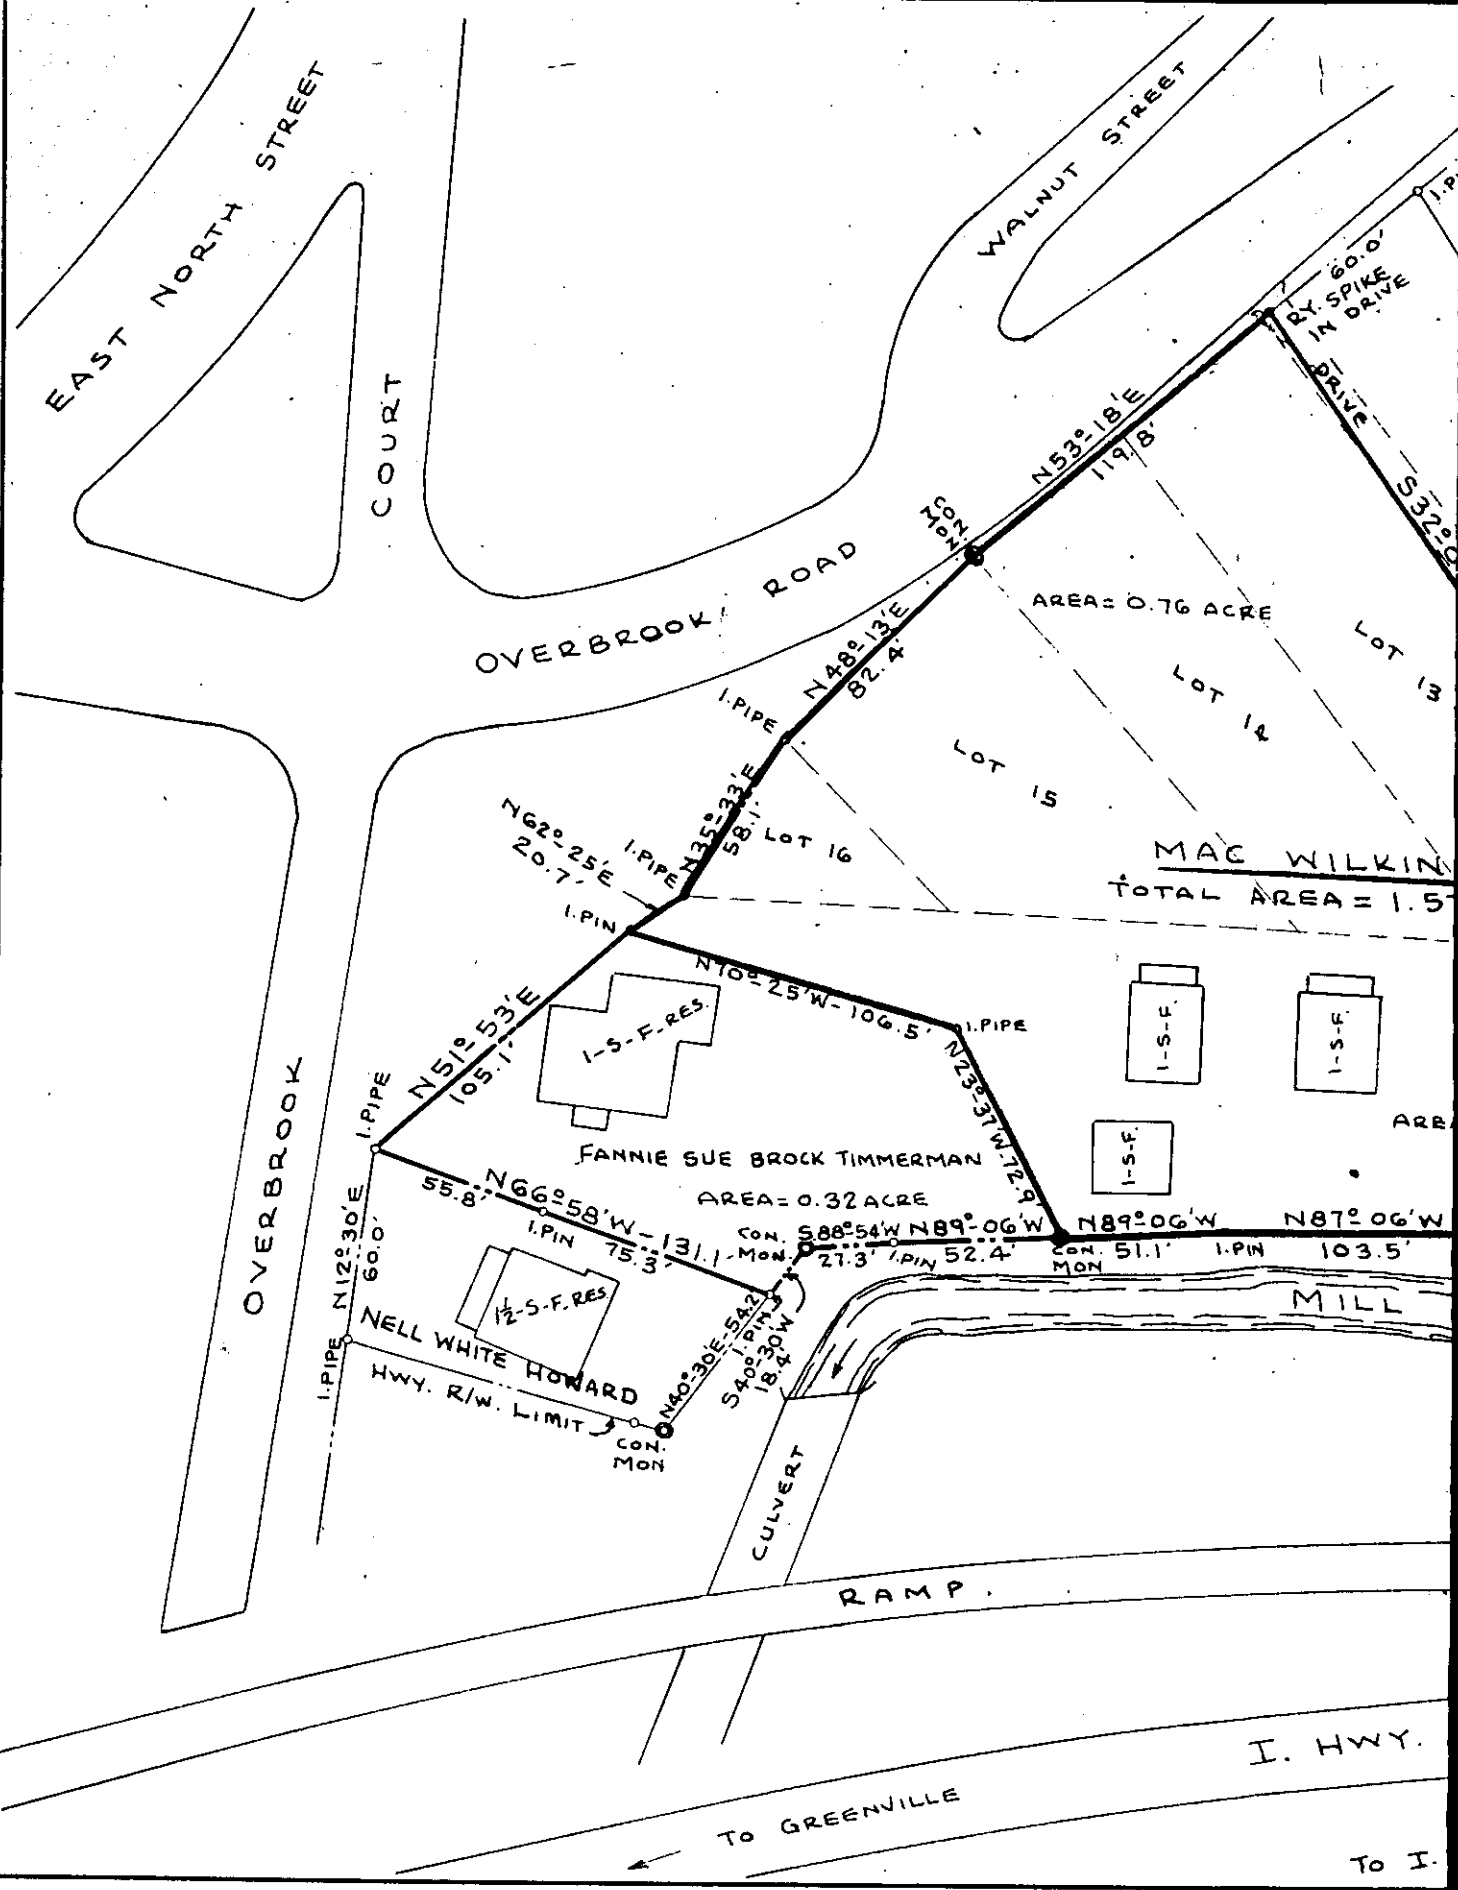 EAST NORTH STREET
COURT
WALNUT STREET
60.0'
RY. SPIKE
IN DRIVE
DRIVE
N53°-18'E
119.8'
CON.
MON.
OVERBROOK ROAD
AREA= 0.76 ACRE
N48°-13'E
82.4'
LOT 13
LOT 14
LOT 15
LOT 16
I.PIPE
N35°-33'E
58.1'
I.PIPE
N62°-25'E
20.7'
I.PIN
MAC WILKIN
TOTAL AREA = 1.5
N70°-25'W-106.5'
I.PIPE
N51°-53'E
105.1'
I.PIPE
1-S-F. RES.
1-S-F.
1-S-F.
1-S-F.
N23°-37'W-72.9'
FANNIE SUE BROCK TIMMERMAN
AREA=0.32 ACRE
ARE
OVERBROOK
N66°-58'W-131.1
55.8'
I.PIN
75.3'
CON.
MON.
S88°-54'W
27.3'
I.PIN
N89°-06'W
52.4'
CON.
MON
N89°06'W
51.1'
I.PIN
N87°06'W
103.5'
MILL
N12°30'E
60.0'
I.PIPE
1½-S-F. RES.
NELL WHITE HOWARD
HWY. R/W. LIMIT
CON.
MON
N40°30'E-54.2'
I.PIN
S40°-30'W
18.4'
CULVERT
RAMP.
I. HWY.
TO GREENVILLE
TO I.